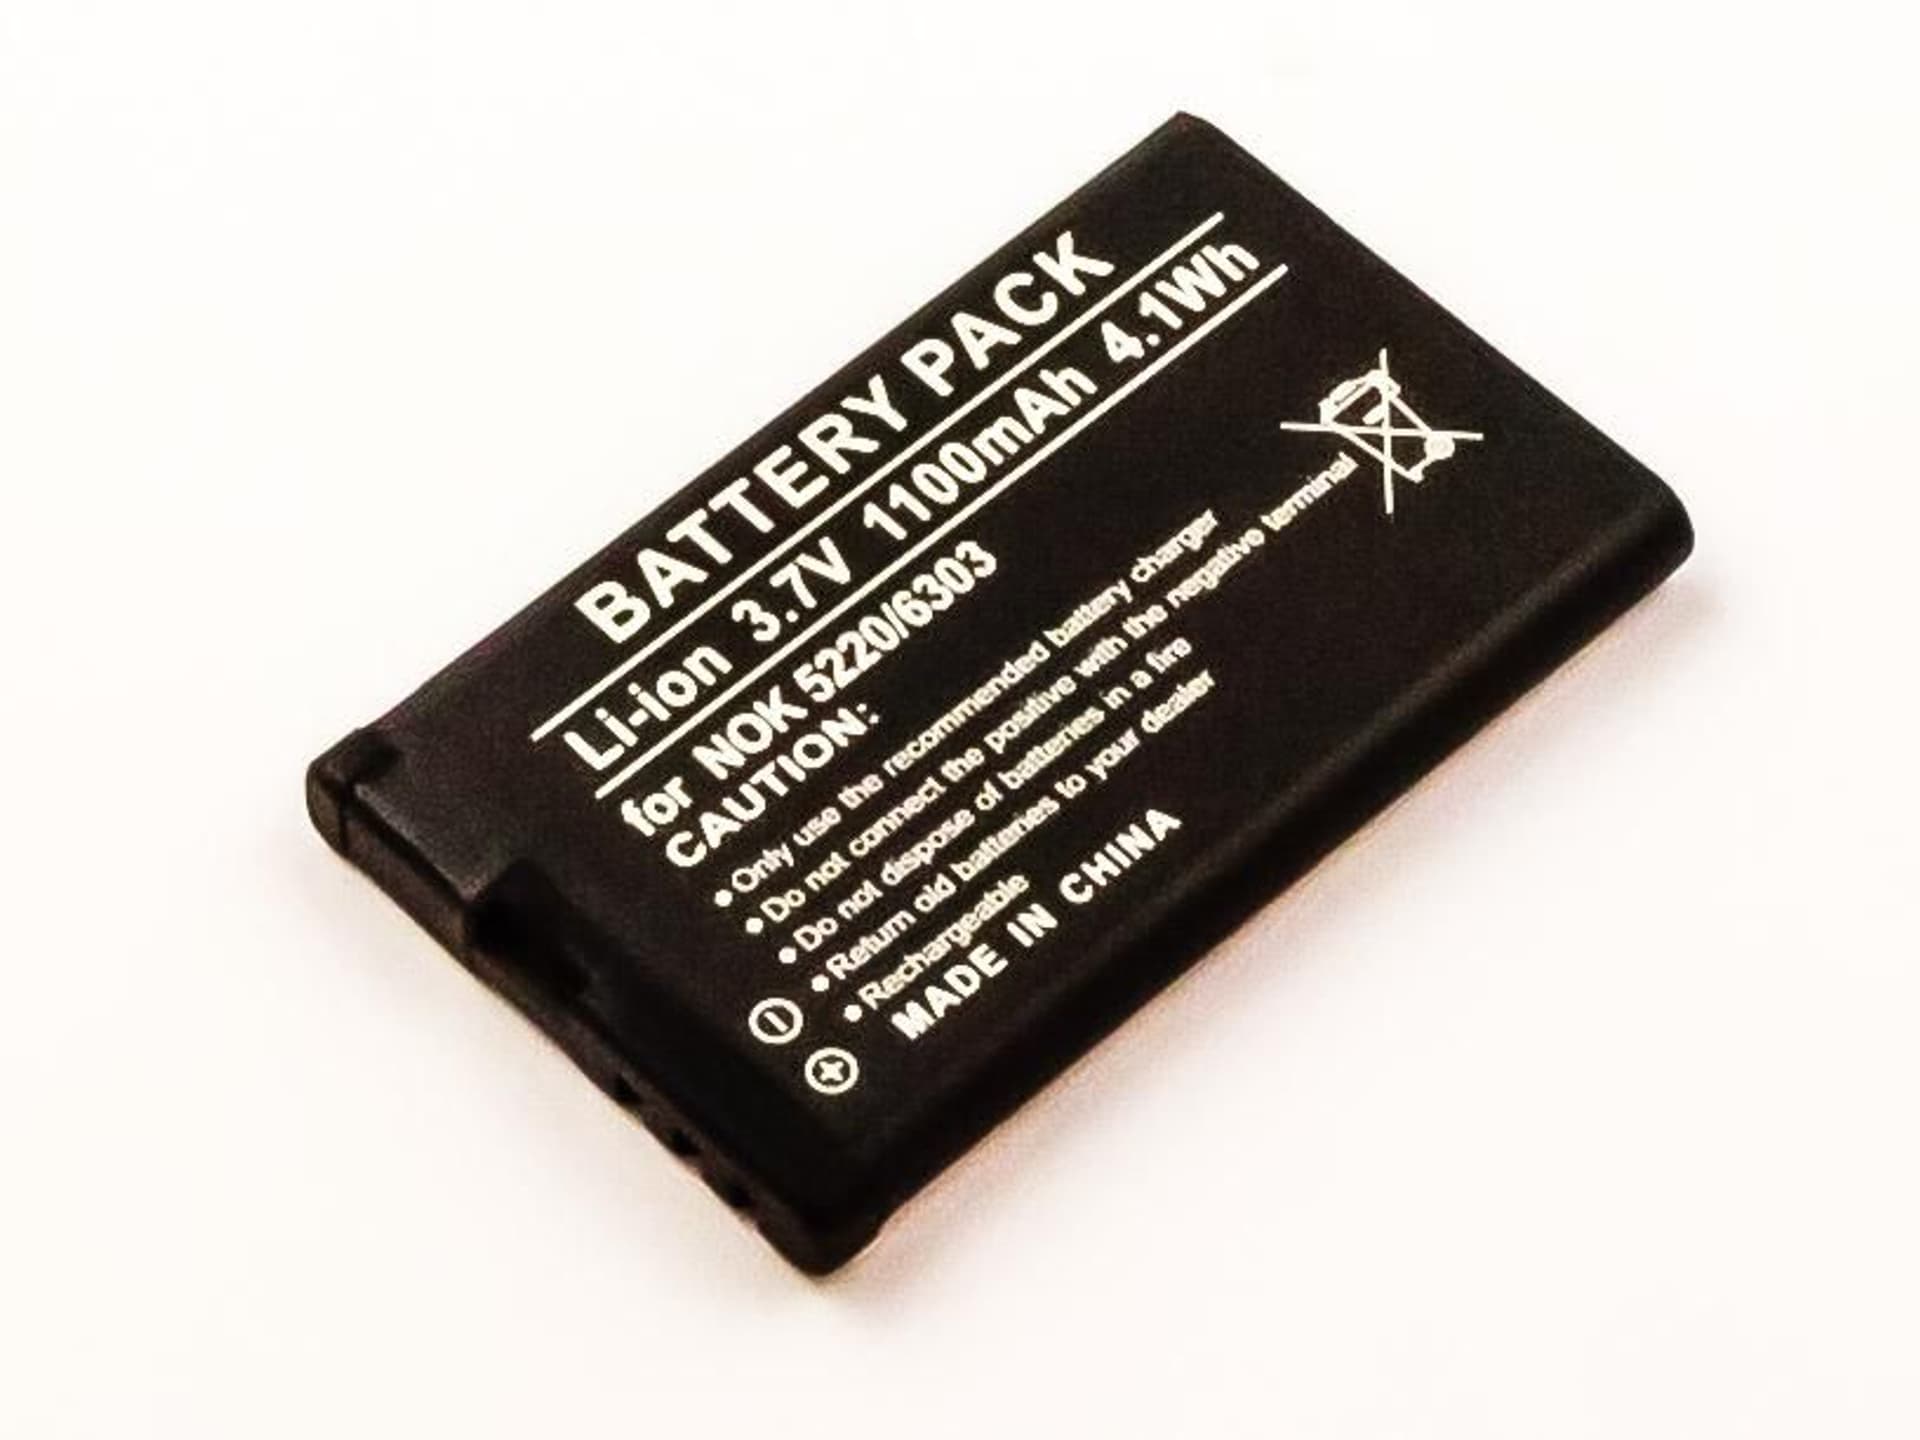 BATTERY PACK
Li-ion 3.7V 1100mAh 4.1Wh
for NOK 5220/6303
CAUTION:
•Only use the recommended battery charger
•Do not connect the positive with the negative terminal
•Do not dispose of batteries in a fire
•Return old batteries to your dealer
•Rechargeable
MADE IN CHINA